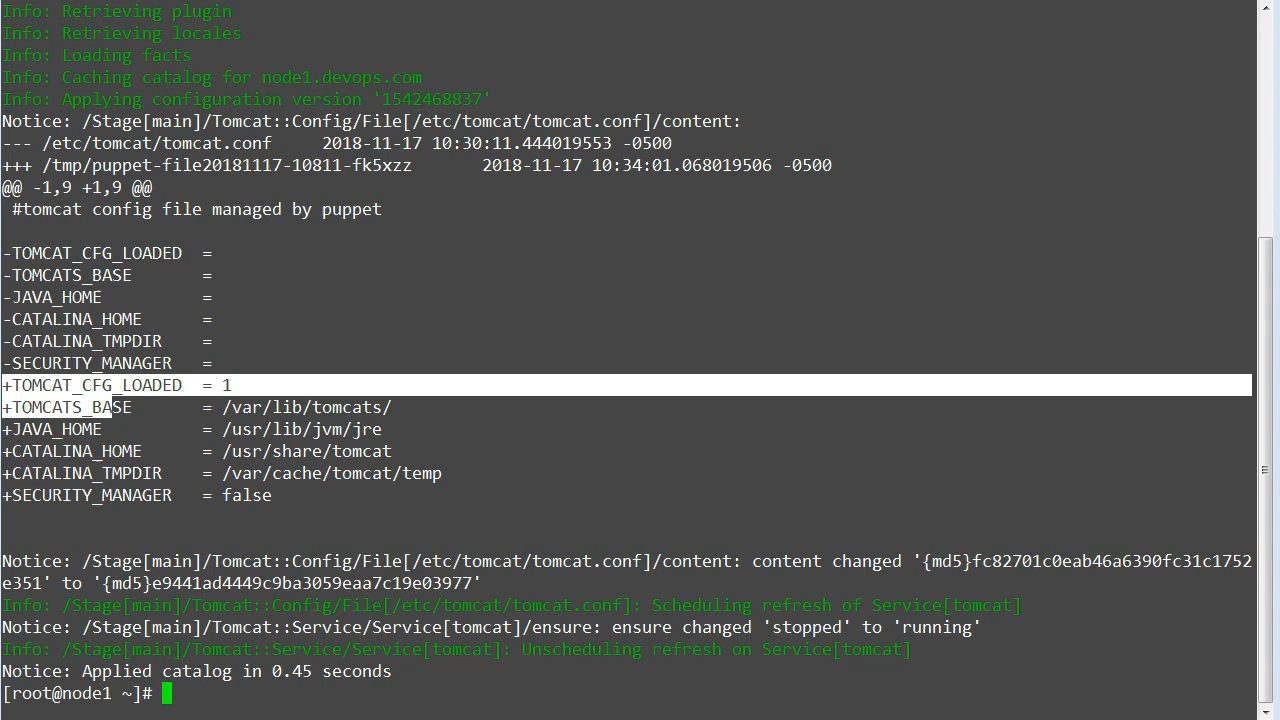 Info: Retrieving plugin
Info: Retrieving locales
Info: Loading facts
Info: Caching catalog for node1.devops.com
Info: Applying configuration version '1542468837'
Notice: /Stage[main]/Tomcat::Config/File[/etc/tomcat/tomcat.conf]/content:
--- /etc/tomcat/tomcat.conf     2018-11-17 10:30:11.444019553 -0500
+++ /tmp/puppet-file20181117-10811-fk5xzz       2018-11-17 10:34:01.068019506 -0500
@@ -1,9 +1,9 @@
 #tomcat config file managed by puppet
-TOMCAT_CFG_LOADED  =
-TOMCATS_BASE       =
-JAVA_HOME          =
-CATALINA_HOME      =
-CATALINA_TMPDIR    =
-SECURITY_MANAGER   =
+TOMCAT_CFG_LOADED  = 1
+TOMCATS_BASE       = /var/lib/tomcats/
+JAVA_HOME          = /usr/lib/jvm/jre
+CATALINA_HOME      = /usr/share/tomcat
+CATALINA_TMPDIR    = /var/cache/tomcat/temp
+SECURITY_MANAGER   = false
Notice: /Stage[main]/Tomcat::Config/File[/etc/tomcat/tomcat.conf]/content: content changed '{md5}fc82701c0eab46a6390fc31c1752
e351' to '{md5}e9441ad4449c9ba3059eaa7c19e03977'
Info: /Stage[main]/Tomcat::Config/File[/etc/tomcat/tomcat.conf]: Scheduling refresh of Service[tomcat]
Notice: /Stage[main]/Tomcat::Service/Service[tomcat]/ensure: ensure changed 'stopped' to 'running'
Info: /Stage[main]/Tomcat::Service/Service[tomcat]: Unscheduling refresh on Service[tomcat]
Notice: Applied catalog in 0.45 seconds
[root@node1 ~]#